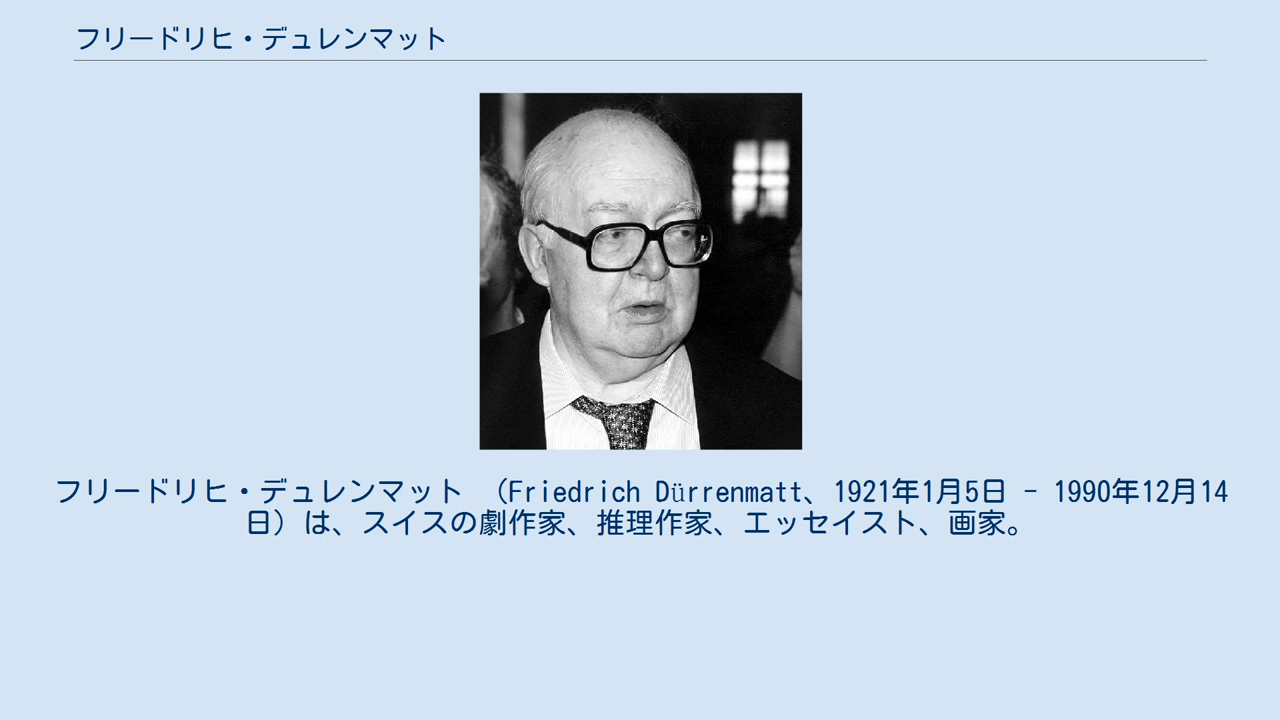 フリードリヒ・デュレンマット
フリードリヒ・デュレンマット （Friedrich Dürrenmatt、1921年1月5日 - 1990年12月14
日）は、スイスの劇作家、推理作家、エッセイスト、画家。